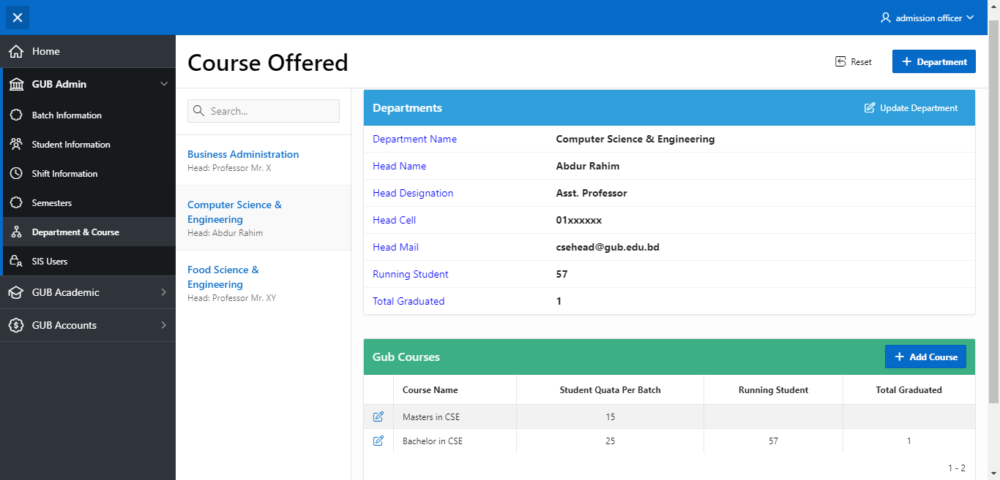 admission officer
Home
GUB Admin
Batch Information
Student Information
Shift Information
Semesters
Department & Course
SIS Users
GUB Academic
GUB Accounts
Course Offered
Reset
+ Department
Search...
Business Administration
Head: Professor Mr. X
Computer Science &
Engineering
Head: Abdur Rahim
Food Science &
Engineering
Head: Professor Mr. XY
Departments Update Department
Department Name Computer Science & Engineering
Head Name Abdur Rahim
Head Designation Asst. Professor
Head Cell 01xxxxxx
Head Mail csehead@gub.edu.bd
Running Student 57
Total Graduated 1
Gub Courses + Add Course
Course Name Student Quata Per Batch Running Student Total Graduated
Masters in CSE 15
Bachelor in CSE 25 57 1
1 - 2